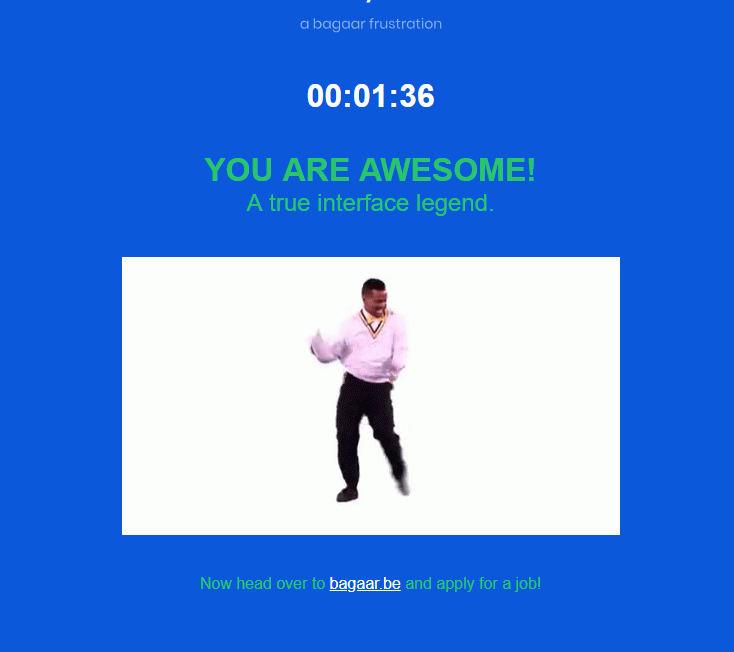 a bagaar frustration
00:01:36
YOU ARE AWESOME!
A true interface legend.
Now head over to bagaar.be and apply for a job!